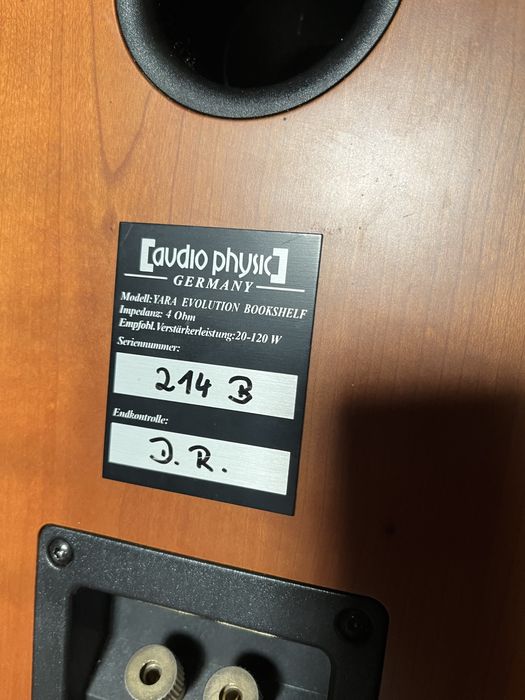 [audio physic]
GERMANY
Modell: YARA EVOLUTION BOOKSHELF
Impedanz: 4 Ohm
Empfohl. Verstärkerleistung: 20-120 W
Seriennummer:
214 B
Endkontrolle:
D. R.